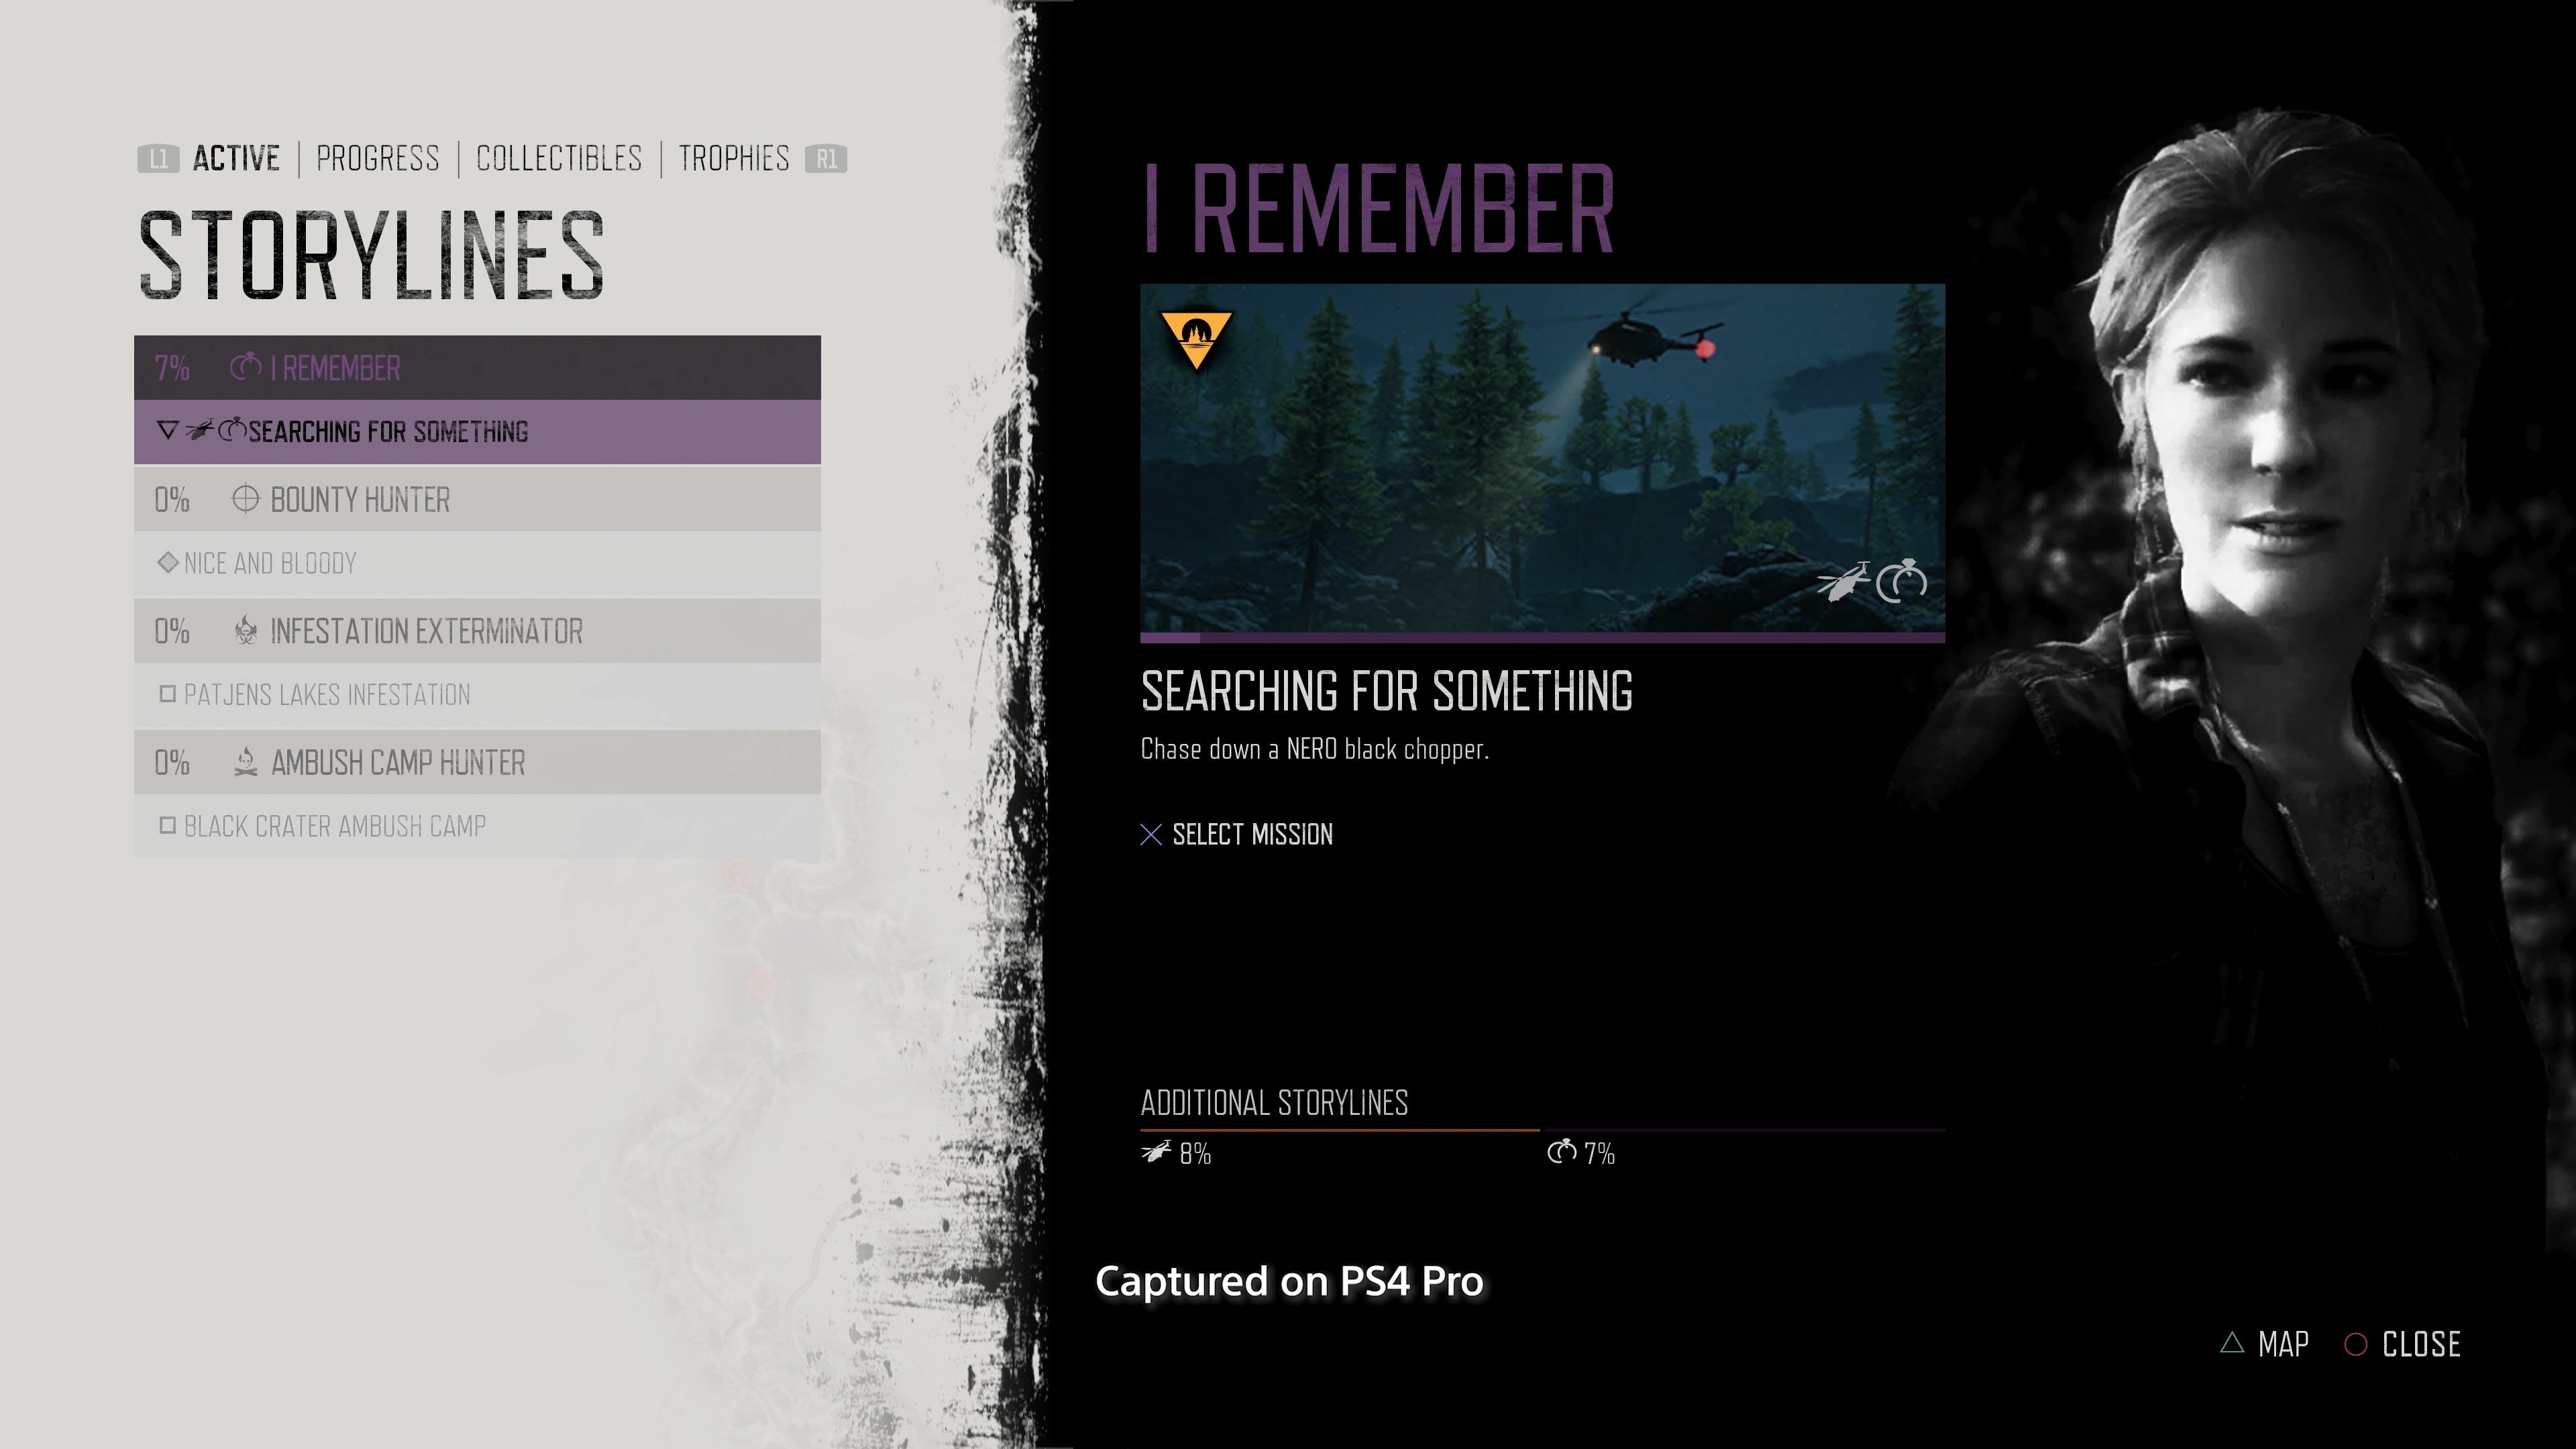 L1 ACTIVE | PROGRESS | COLLECTIBLES | TROPHIES R1
STORYLINES
7% I REMEMBER
SEARCHING FOR SOMETHING
0% BOUNTY HUNTER
NICE AND BLOODY
0% INFESTATION EXTERMINATOR
PATJENS LAKES INFESTATION
0% AMBUSH CAMP HUNTER
BLACK CRATER AMBUSH CAMP
I REMEMBER
SEARCHING FOR SOMETHING
Chase down a NERO black chopper.
SELECT MISSION
ADDITIONAL STORYLINES
8% 7%
Captured on PS4 Pro
MAP CLOSE